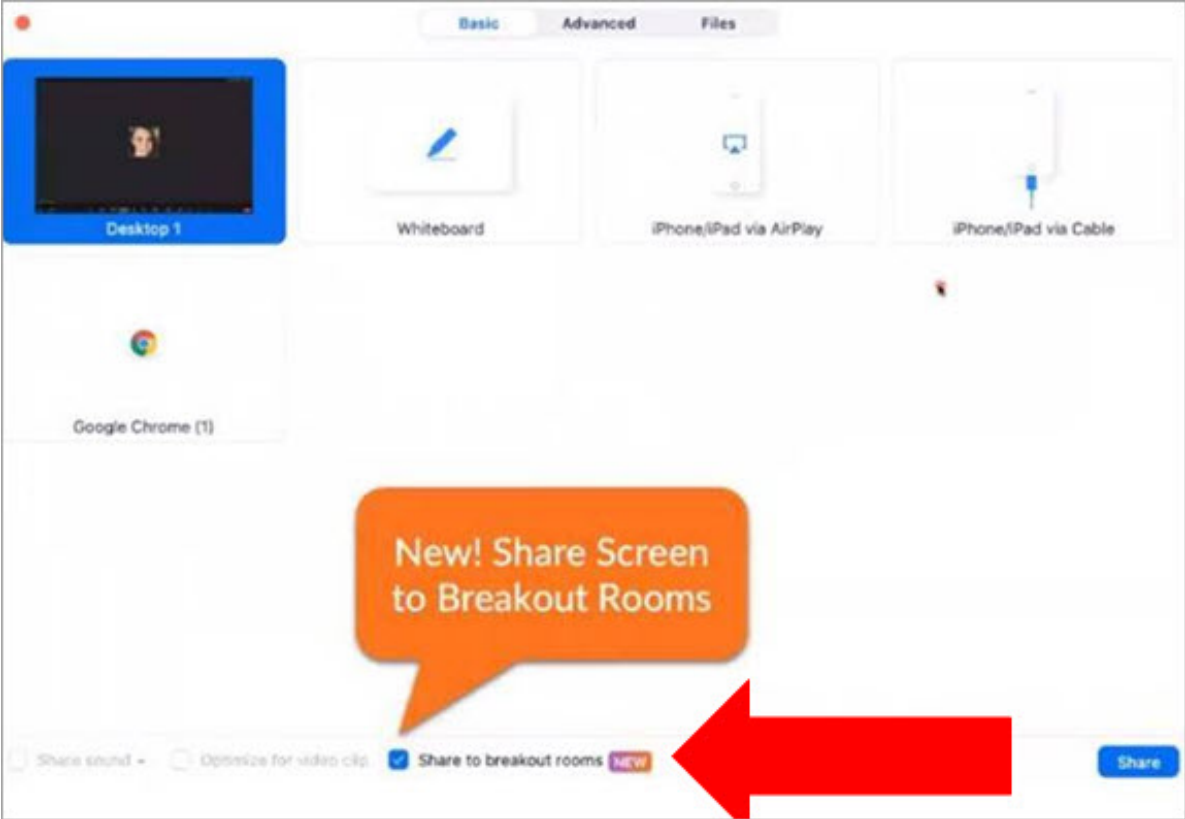 Basic Advanced Files
Desktop 1 Whiteboard iPhone/iPad via AirPlay iPhone/iPad via Cable
Google Chrome (1)
New! Share Screen
to Breakout Rooms
Share sound Optimize for video clip Share to breakout rooms NEW Share